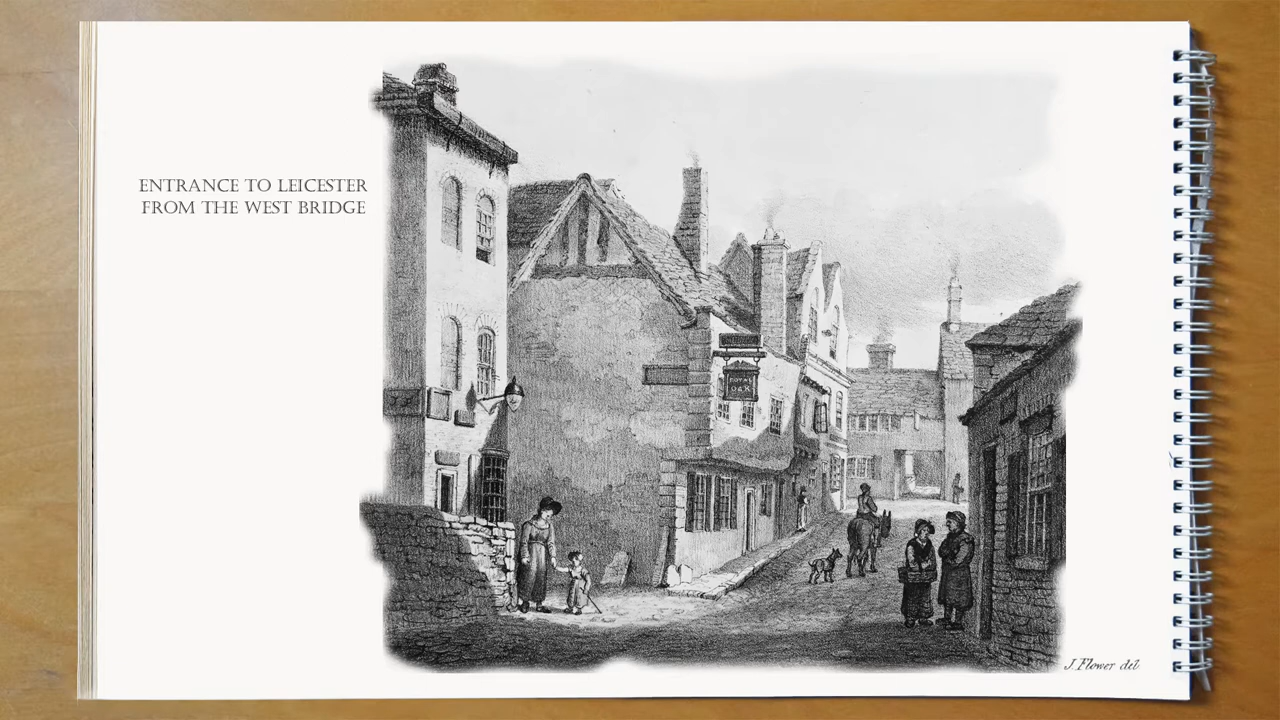 ENTRANCE TO LEICESTER
FROM THE WEST BRIDGE
ROYAL
OAK
J. Flower del